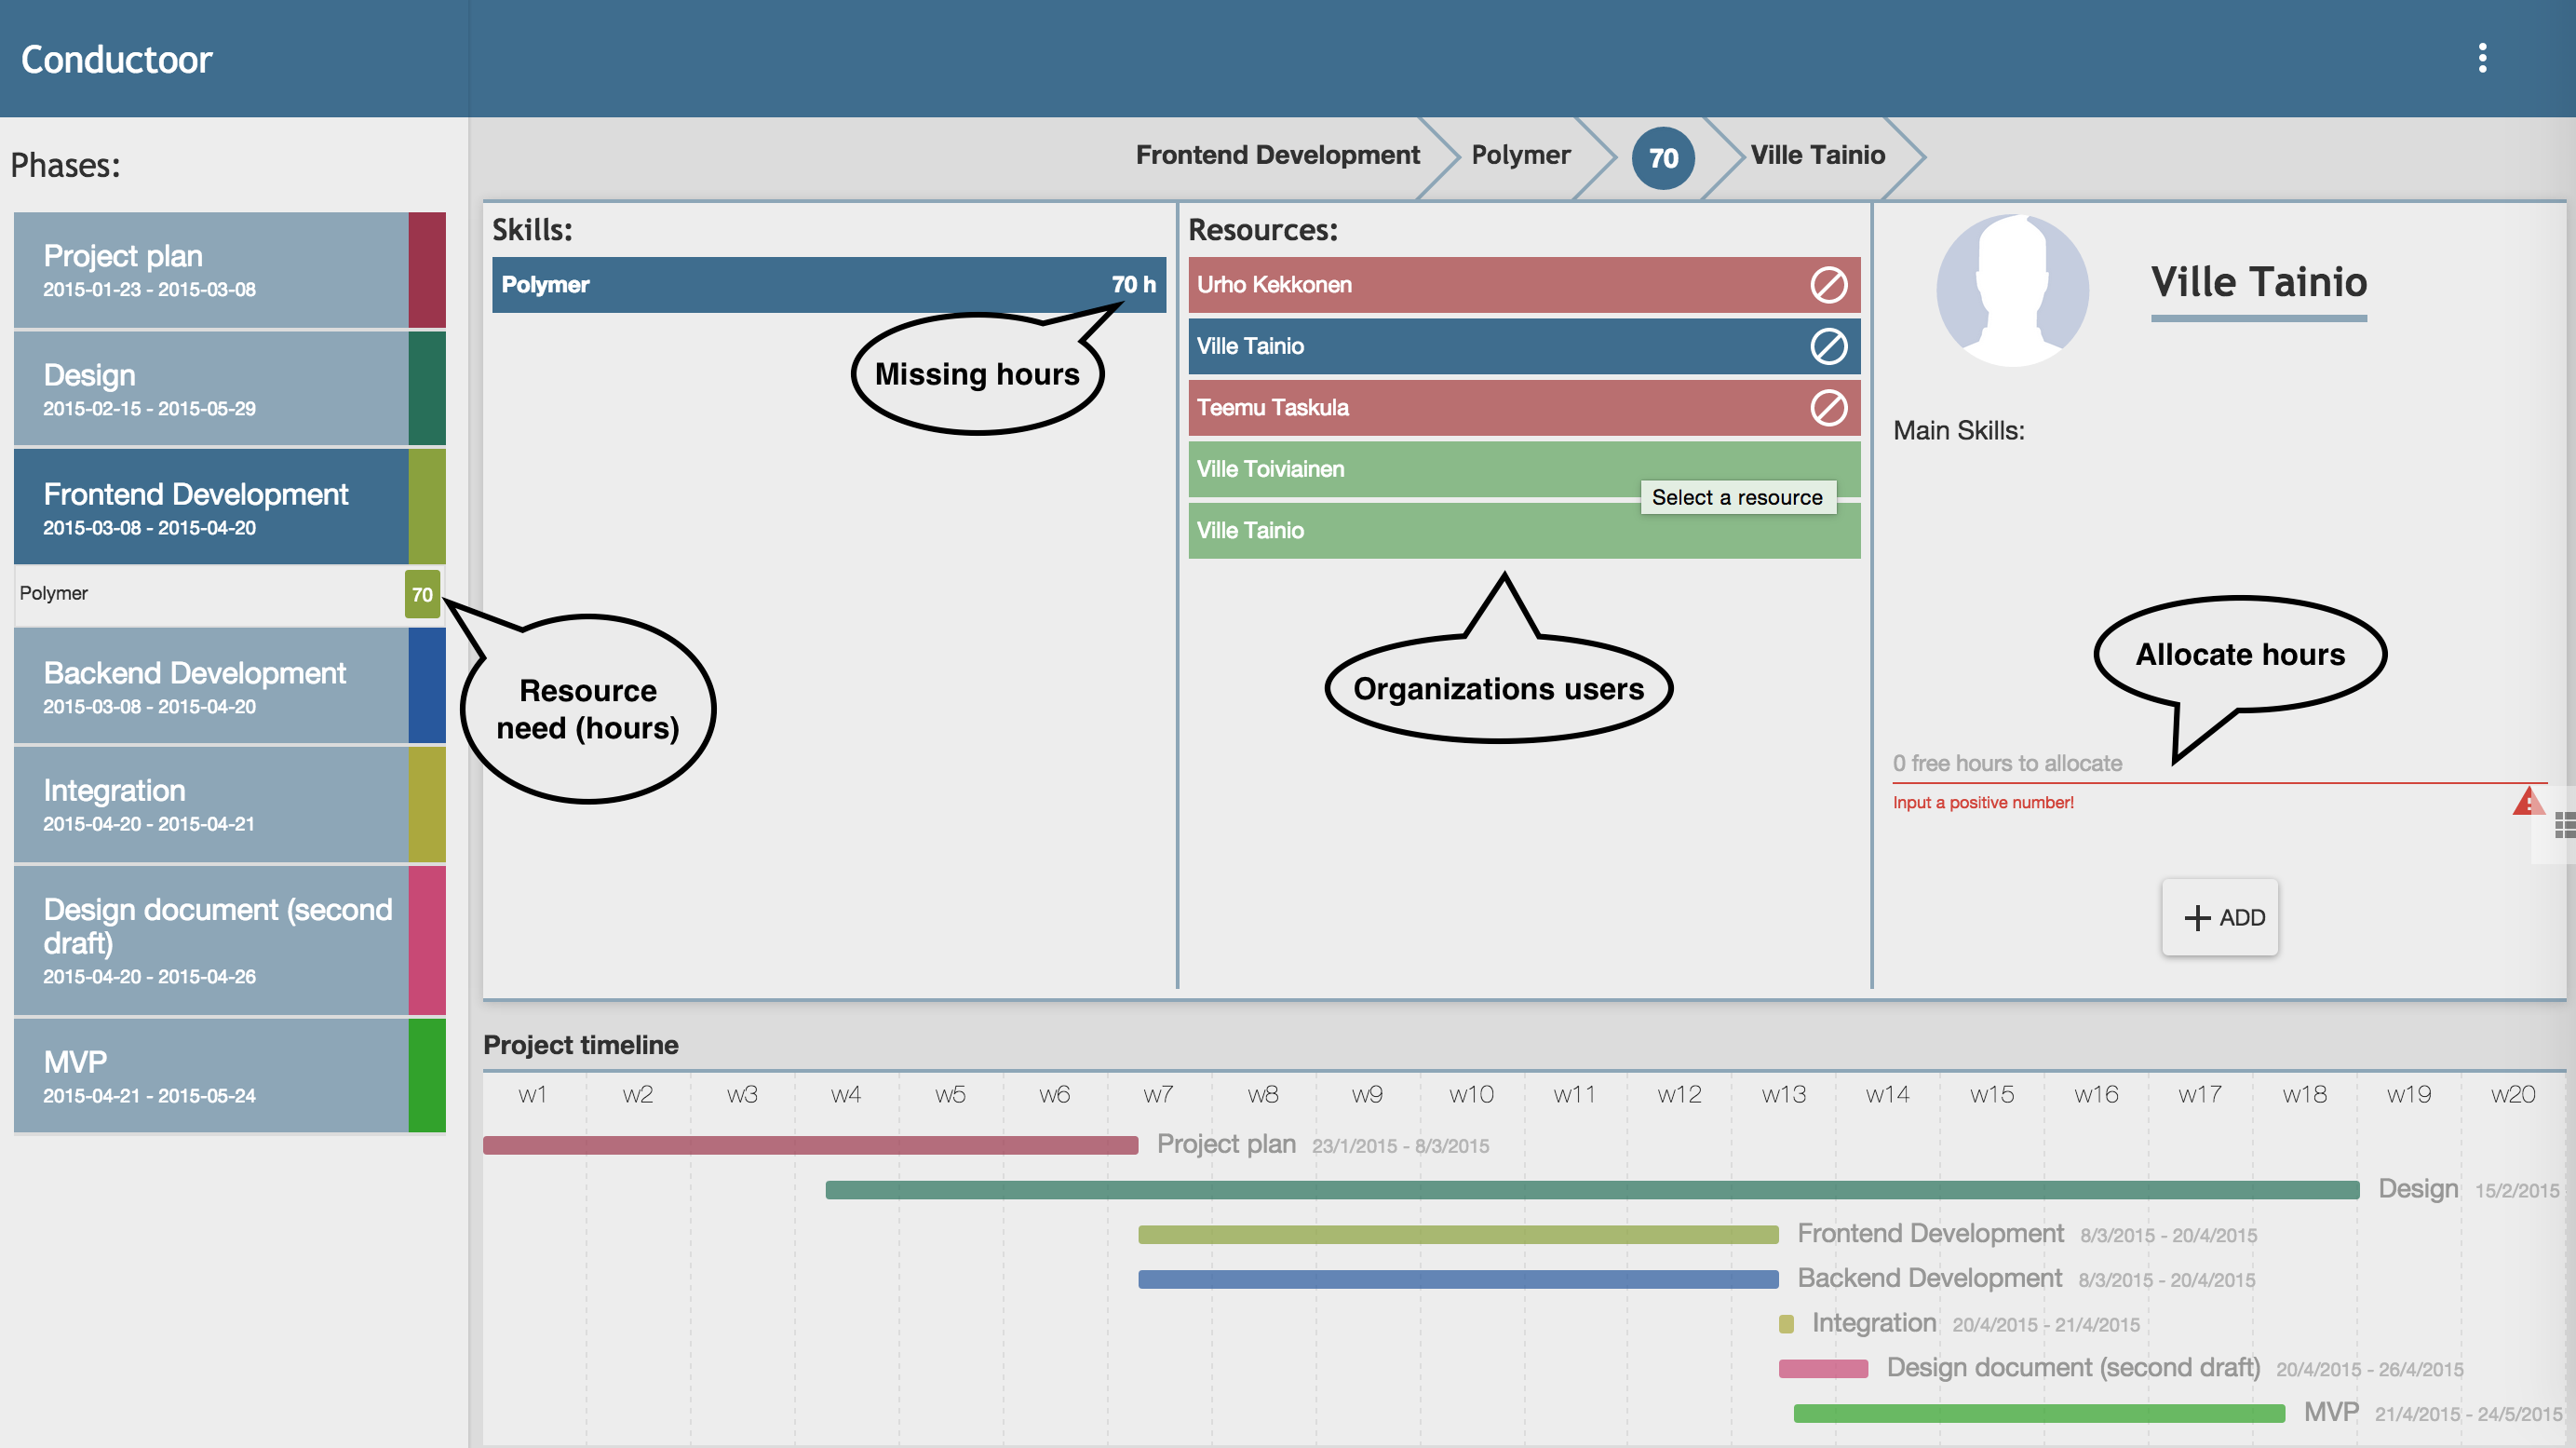 Conductoor
Phases:
Project plan
2015-01-23 - 2015-03-08
Design
2015-02-15 - 2015-05-29
Frontend Development
2015-03-08 - 2015-04-20
Polymer 70
Backend Development
2015-03-08 - 2015-04-20
Integration
2015-04-20 - 2015-04-21
Design document (second
draft)
2015-04-20 - 2015-04-26
MVP
2015-04-21 - 2015-05-24
Resource
need (hours)
Frontend Development Polymer 70 Ville Tainio
Skills:
Polymer 70 h
Missing hours
Resources:
Urho Kekkonen
Ville Tainio
Teemu Taskula
Ville Toiviainen
Select a resource
Ville Tainio
Organizations users
Ville Tainio
Main Skills:
Allocate hours
0 free hours to allocate
Input a positive number!
ADD
Project timeline
w1 w2 w3 w4 w5 w6 w7 w8 w9 w10 w11 w12 w13 w14 w15 w16 w17 w18 w19 w20
Project plan 23/1/2015 - 8/3/2015
Design 15/2/2015
Frontend Development 8/3/2015 - 20/4/2015
Backend Development 8/3/2015 - 20/4/2015
Integration 20/4/2015 - 21/4/2015
Design document (second draft) 20/4/2015 - 26/4/2015
MVP 21/4/2015 - 24/5/2015